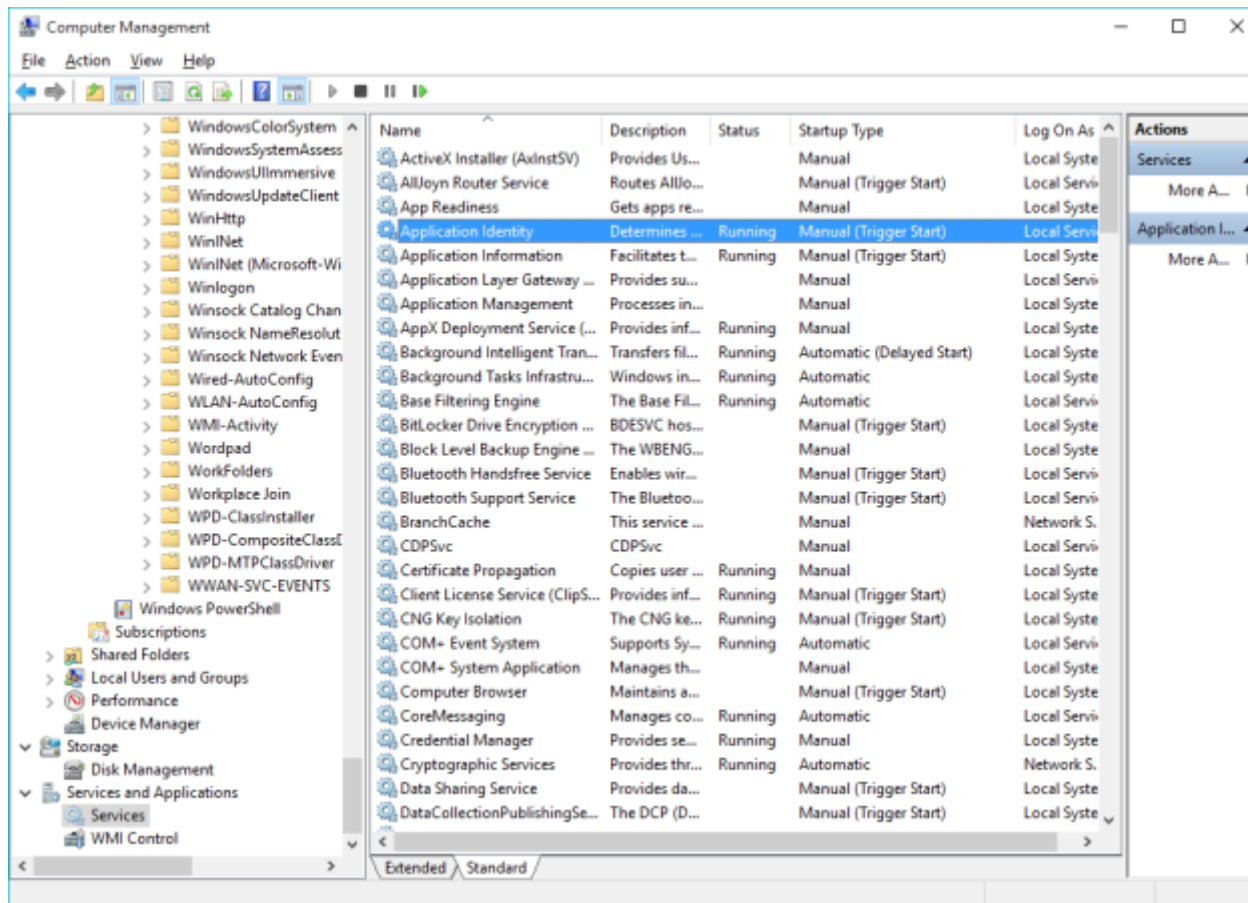 Computer Management
File Action View Help
WindowsColorSystem
WindowsSystemAssess
WindowsUIImmersive
WindowsUpdateClient
WinHttp
WinINet
WinINet (Microsoft-Wi
Winlogon
Winsock Catalog Chan
Winsock NameResolut
Winsock Network Even
Wired-AutoConfig
WLAN-AutoConfig
WMI-Activity
Wordpad
WorkFolders
Workplace Join
WPD-ClassInstaller
WPD-CompositeClassD
WPD-MTPClassDriver
WWAN-SVC-EVENTS
Windows PowerShell
Subscriptions
Shared Folders
Local Users and Groups
Performance
Device Manager
Storage
Disk Management
Services and Applications
Services
WMI Control
Name Description Status Startup Type Log On As
ActiveX Installer (AxInstSV) Provides Us... Manual Local Syste
AllJoyn Router Service Routes AllJo... Manual (Trigger Start) Local Servi
App Readiness Gets apps re... Manual Local Syste
Application Identity Determines ... Running Manual (Trigger Start) Local Servi
Application Information Facilitates t... Running Manual (Trigger Start) Local Syste
Application Layer Gateway ... Provides su... Manual Local Servi
Application Management Processes in... Manual Local Syste
AppX Deployment Service (... Provides inf... Running Manual Local Syste
Background Intelligent Tran... Transfers fil... Running Automatic (Delayed Start) Local Syste
Background Tasks Infrastru... Windows in... Running Automatic Local Syste
Base Filtering Engine The Base Fil... Running Automatic Local Servi
BitLocker Drive Encryption ... BDESVC hos... Manual (Trigger Start) Local Syste
Block Level Backup Engine ... The WBENG... Manual Local Syste
Bluetooth Handsfree Service Enables wir... Manual (Trigger Start) Local Servi
Bluetooth Support Service The Bluetoo... Manual (Trigger Start) Local Servi
BranchCache This service ... Manual Network S.
CDPSvc CDPSvc Manual Local Servi
Certificate Propagation Copies user ... Running Manual Local Syste
Client License Service (ClipS... Provides inf... Running Manual (Trigger Start) Local Syste
CNG Key Isolation The CNG ke... Running Manual (Trigger Start) Local Syste
COM+ Event System Supports Sy... Running Automatic Local Servi
COM+ System Application Manages th... Manual Local Syste
Computer Browser Maintains a... Manual (Trigger Start) Local Syste
CoreMessaging Manages co... Running Automatic Local Servi
Credential Manager Provides se... Running Manual Local Syste
Cryptographic Services Provides thr... Running Automatic Network S.
Data Sharing Service Provides da... Manual (Trigger Start) Local Syste
DataCollectionPublishingSe... The DCP (D... Manual (Trigger Start) Local Syste
Extended Standard
Actions
Services
More A...
Application I...
More A...